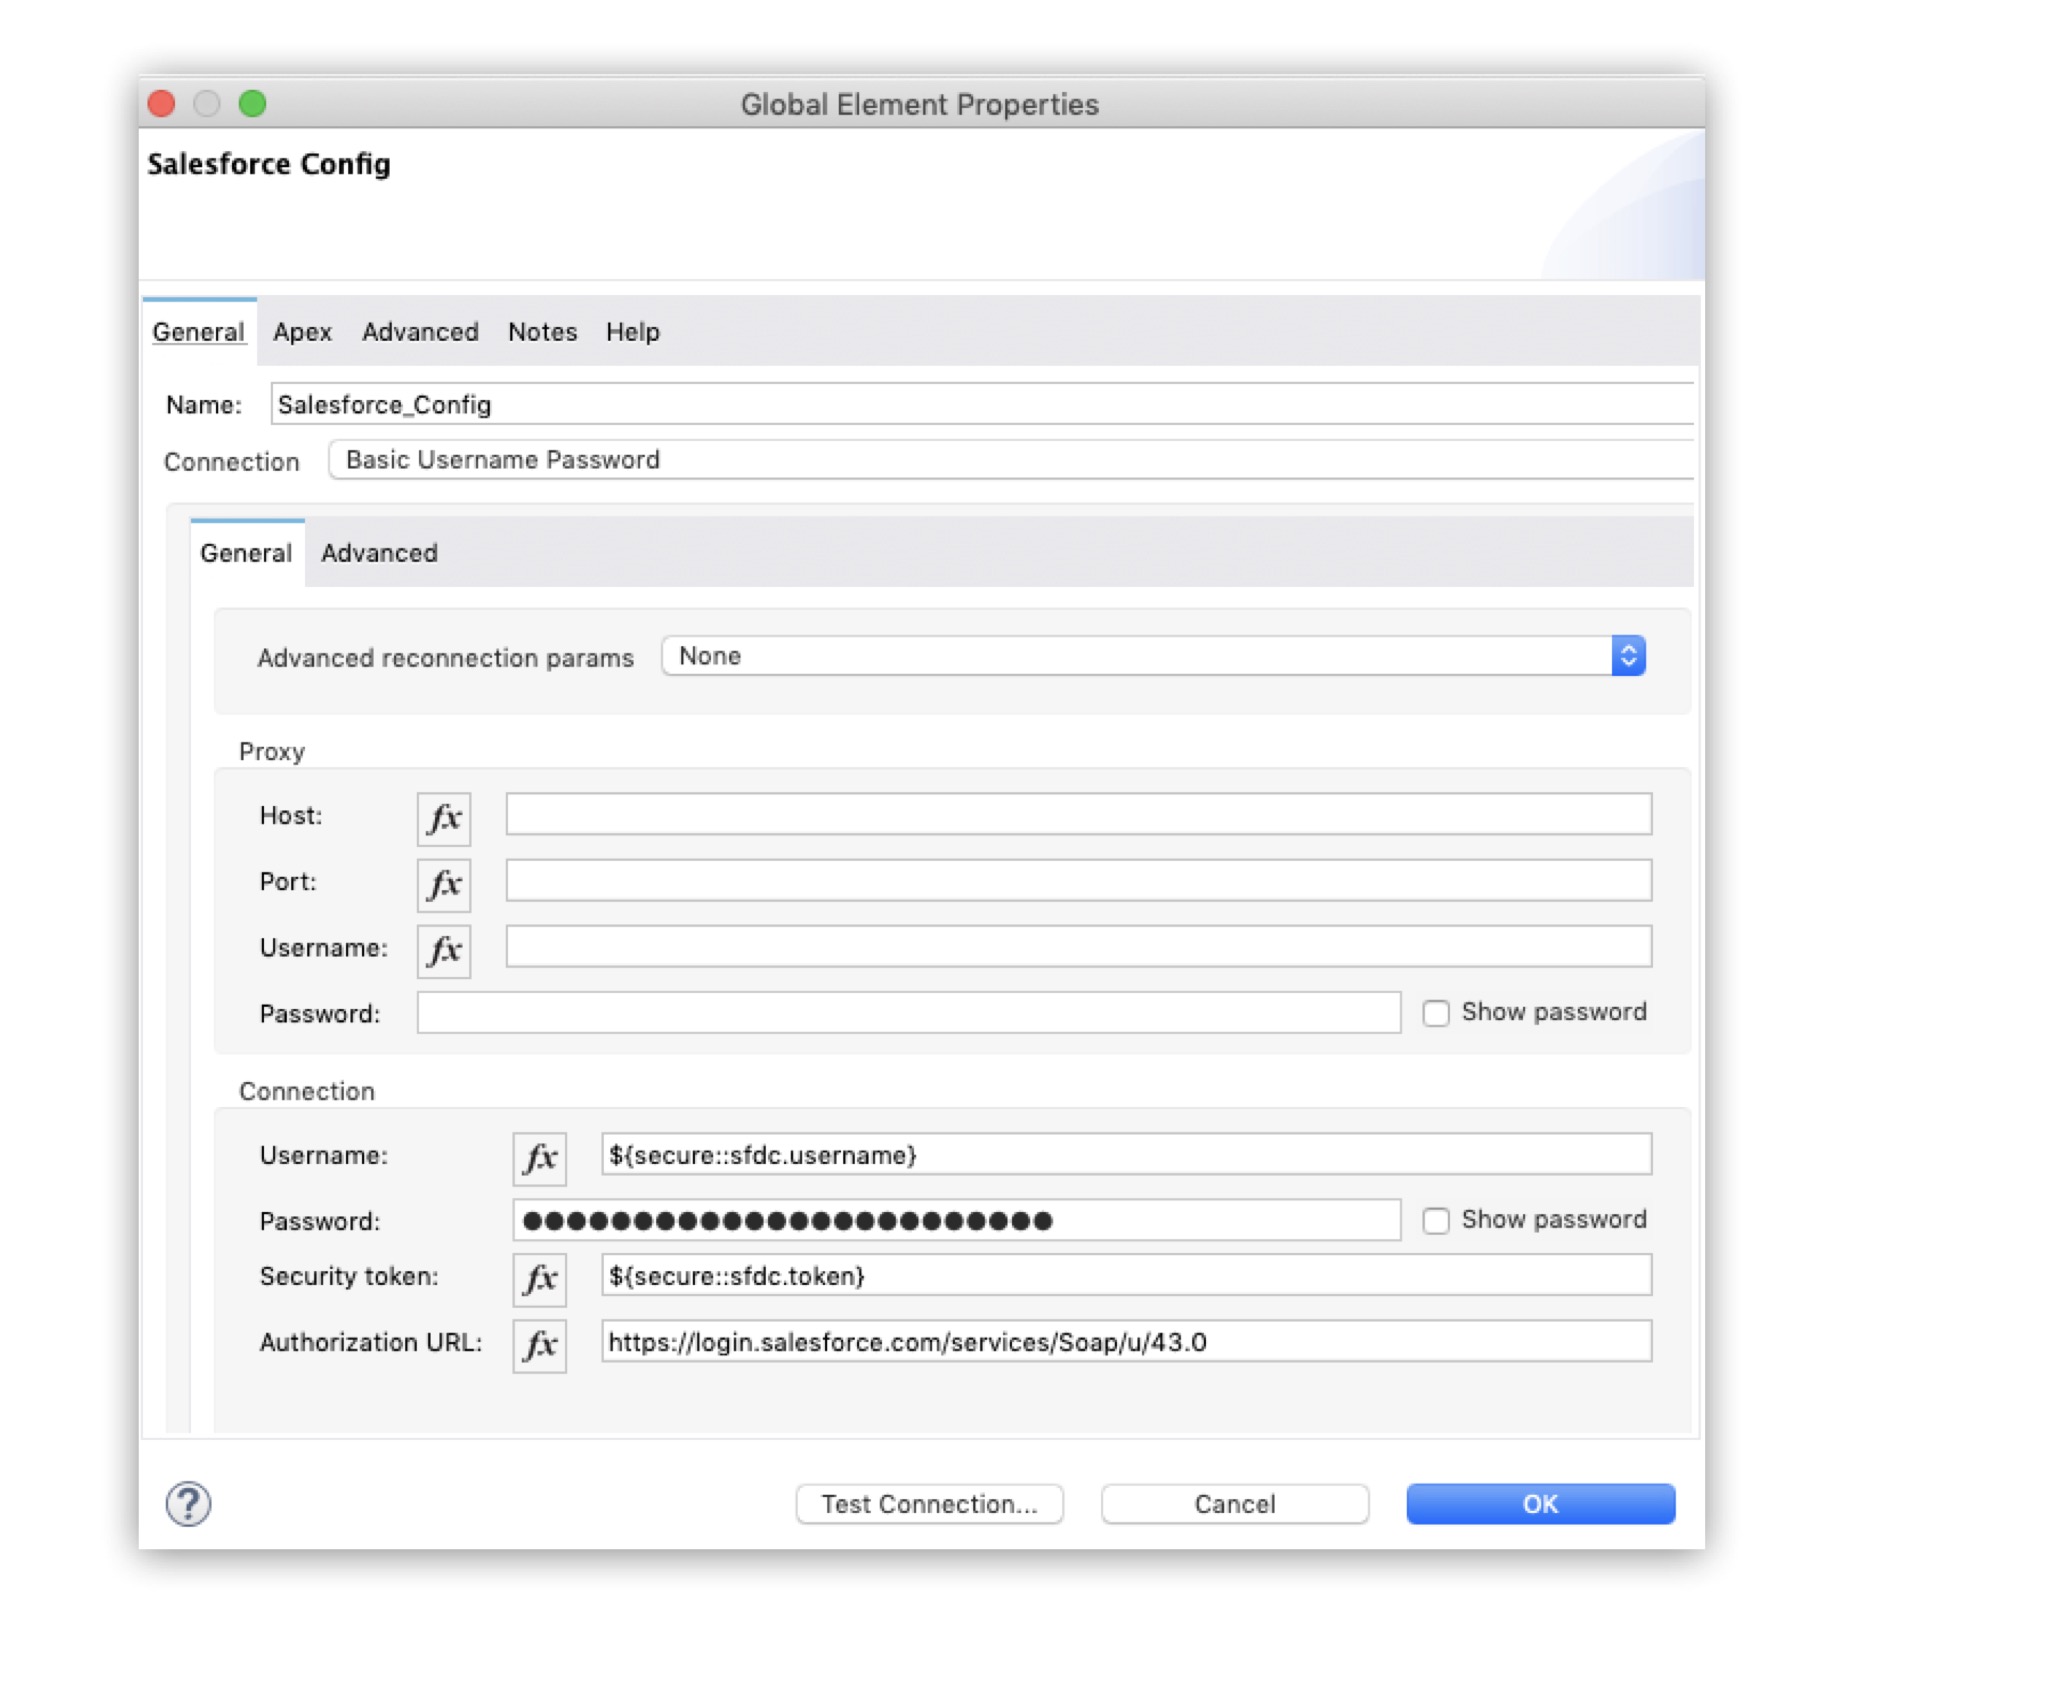 Global Element Properties
Salesforce Config
General Apex Advanced Notes Help
Name: Salesforce_Config
Connection Basic Username Password
General Advanced
Advanced reconnection params None
Proxy
Host: fx
Port: fx
Username: fx
Password: Show password
Connection
Username: fx ${secure::sfdc.username}
Password: ●●●●●●●●●●●●●●●●●●●●●●●● Show password
Security token: fx ${secure::sfdc.token}
Authorization URL: fx https://login.salesforce.com/services/Soap/u/43.0
? Test Connection... Cancel OK